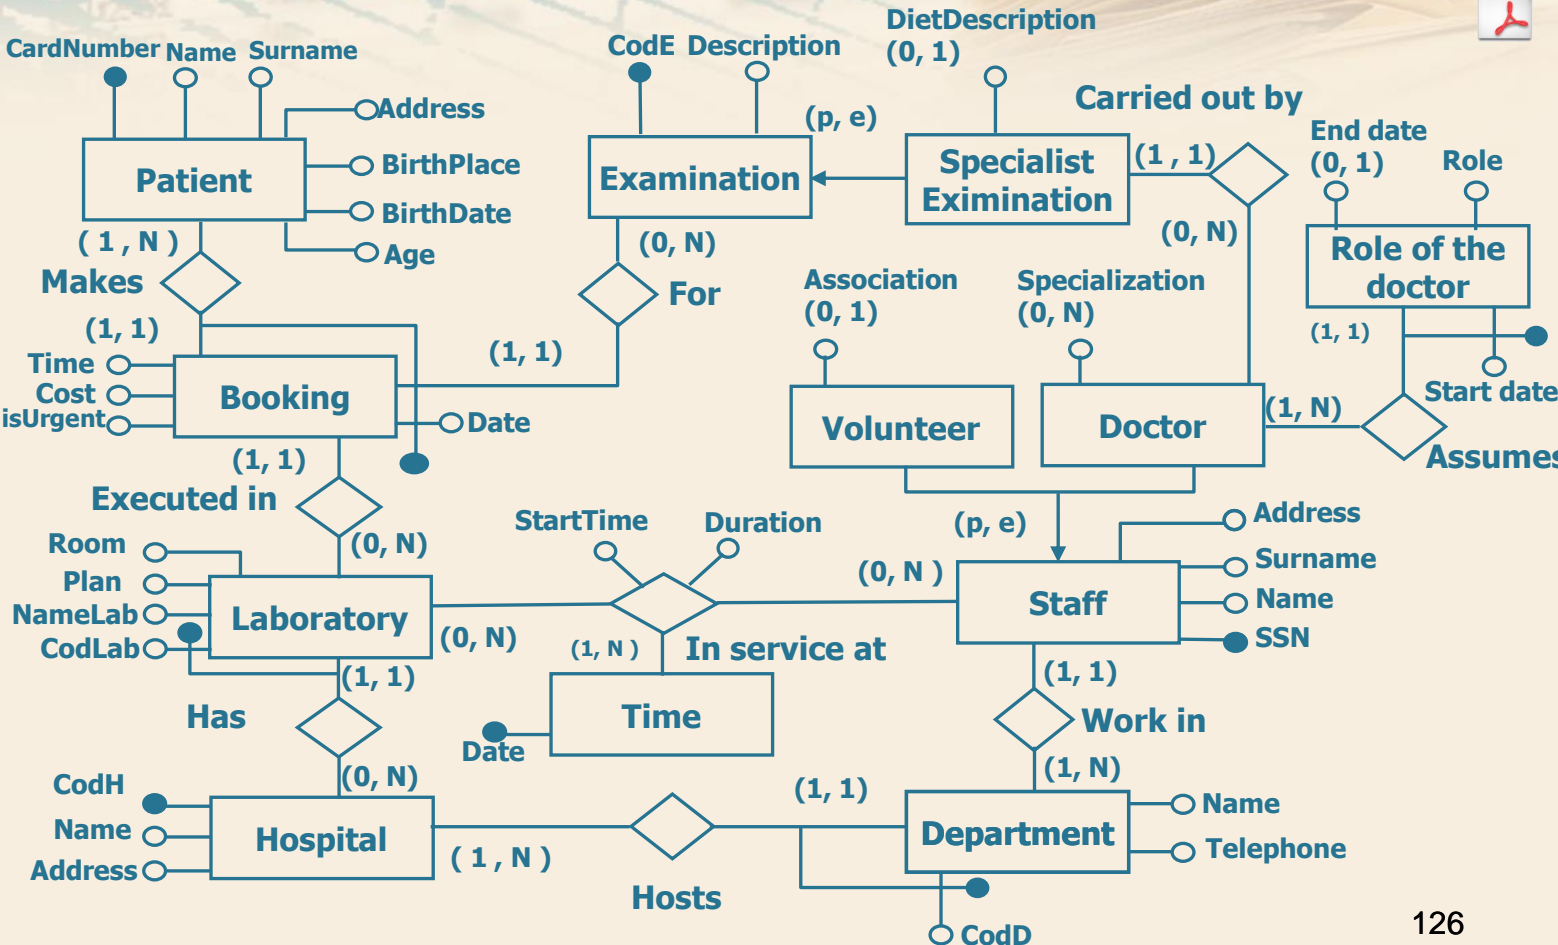 DietDescription
(0, 1)
CardNumber Name Surname
CodE Description
Address
(p, e)
Carried out by
End date
(0, 1)
Role
Patient
BirthPlace
BirthDate
Age
Examination
Specialist
Eximination
(1 , 1)
( 1 , N )
Makes
(0, N)
For
(0, N)
Role of the
doctor
Association
(0, 1)
Specialization
(0, N)
(1, 1)
(1, 1)
(1, 1)
Time
Cost
isUrgent
Booking
Date
Volunteer
Doctor
(1, N)
Start date
Assumes
(1, 1)
Executed in
(0, N)
StartTime
Duration
(p, e)
Address
Surname
Name
SSN
Room
Plan
NameLab
CodLab
Laboratory
(0, N)
(0, N )
Staff
(1, N )
In service at
(1, 1)
Has
Time
Date
(1, 1)
Work in
(0, N)
(1, N)
CodH
Name
Address
Hospital
( 1 , N )
Hosts
(1, 1)
Department
Name
Telephone
CodD
126